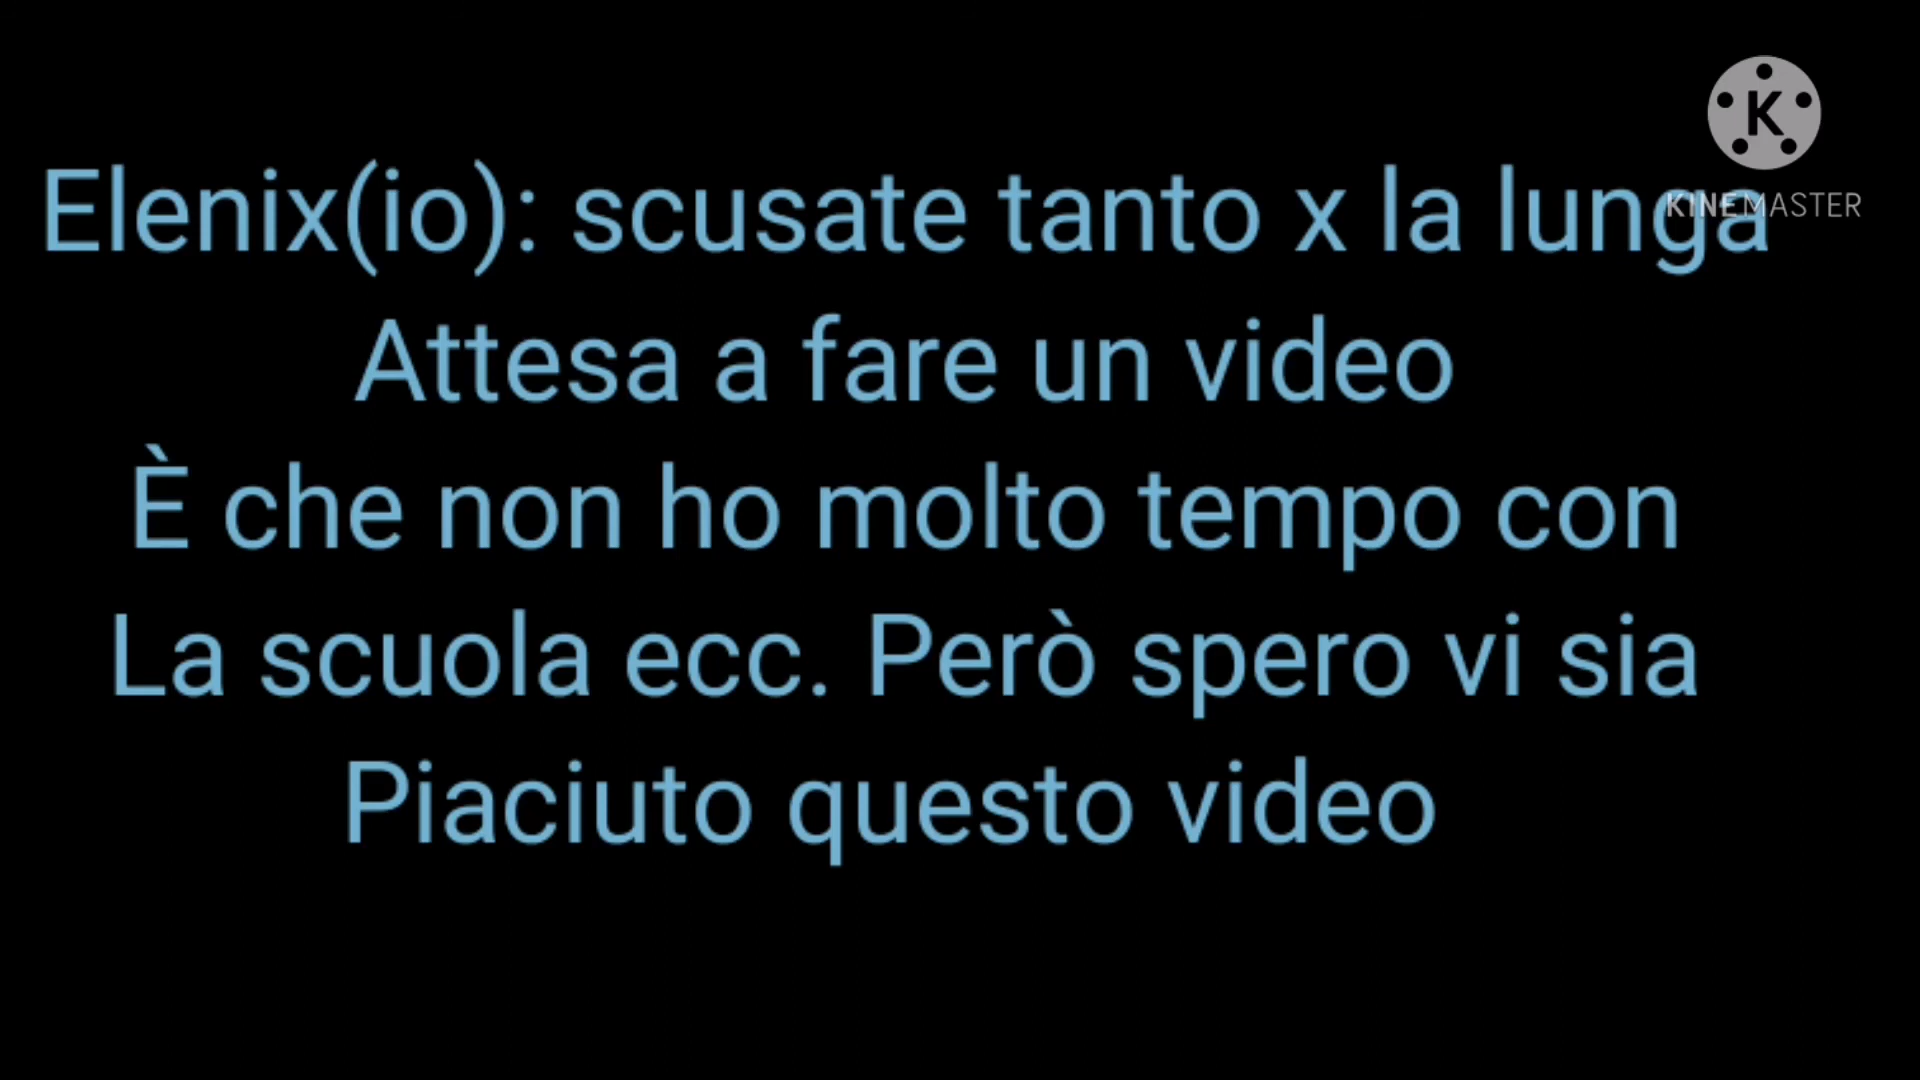 K
KINEMASTER
Elenix(io): scusate tanto x la lunga
Attesa a fare un video
È che non ho molto tempo con
La scuola ecc. Però spero vi sia
Piaciuto questo video